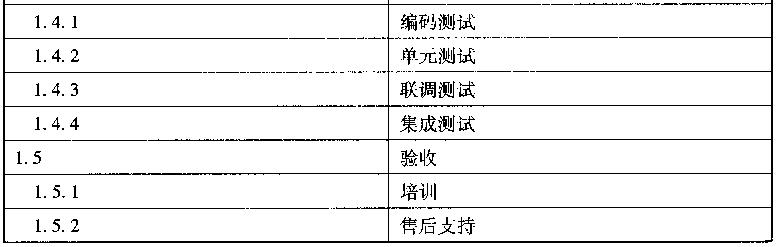 1.4.1 编码测试
1.4.2 单元测试
1.4.3 联调测试
1.4.4 集成测试
1.5 验收
1.5.1 培训
1.5.2 售后支持